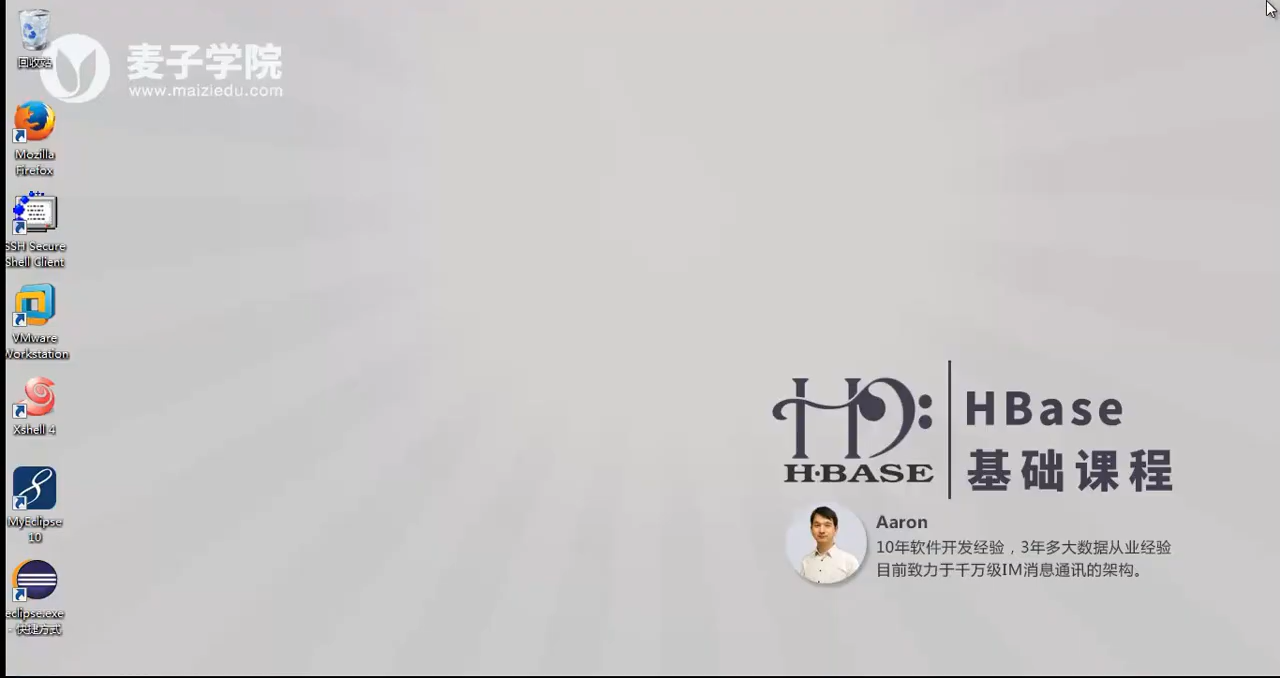 麦子学院
www.maiziedu.com
回收站
Mozilla
Firefox
SSH Secure
Shell Client
VMware
Workstation
Xshell 4
MyEclipse
10
eclipse.exe
- 快捷方式
H·BASE
HBase
基础课程
Aaron
10年软件开发经验，3年多大数据从业经验
目前致力于千万级IM消息通讯的架构。